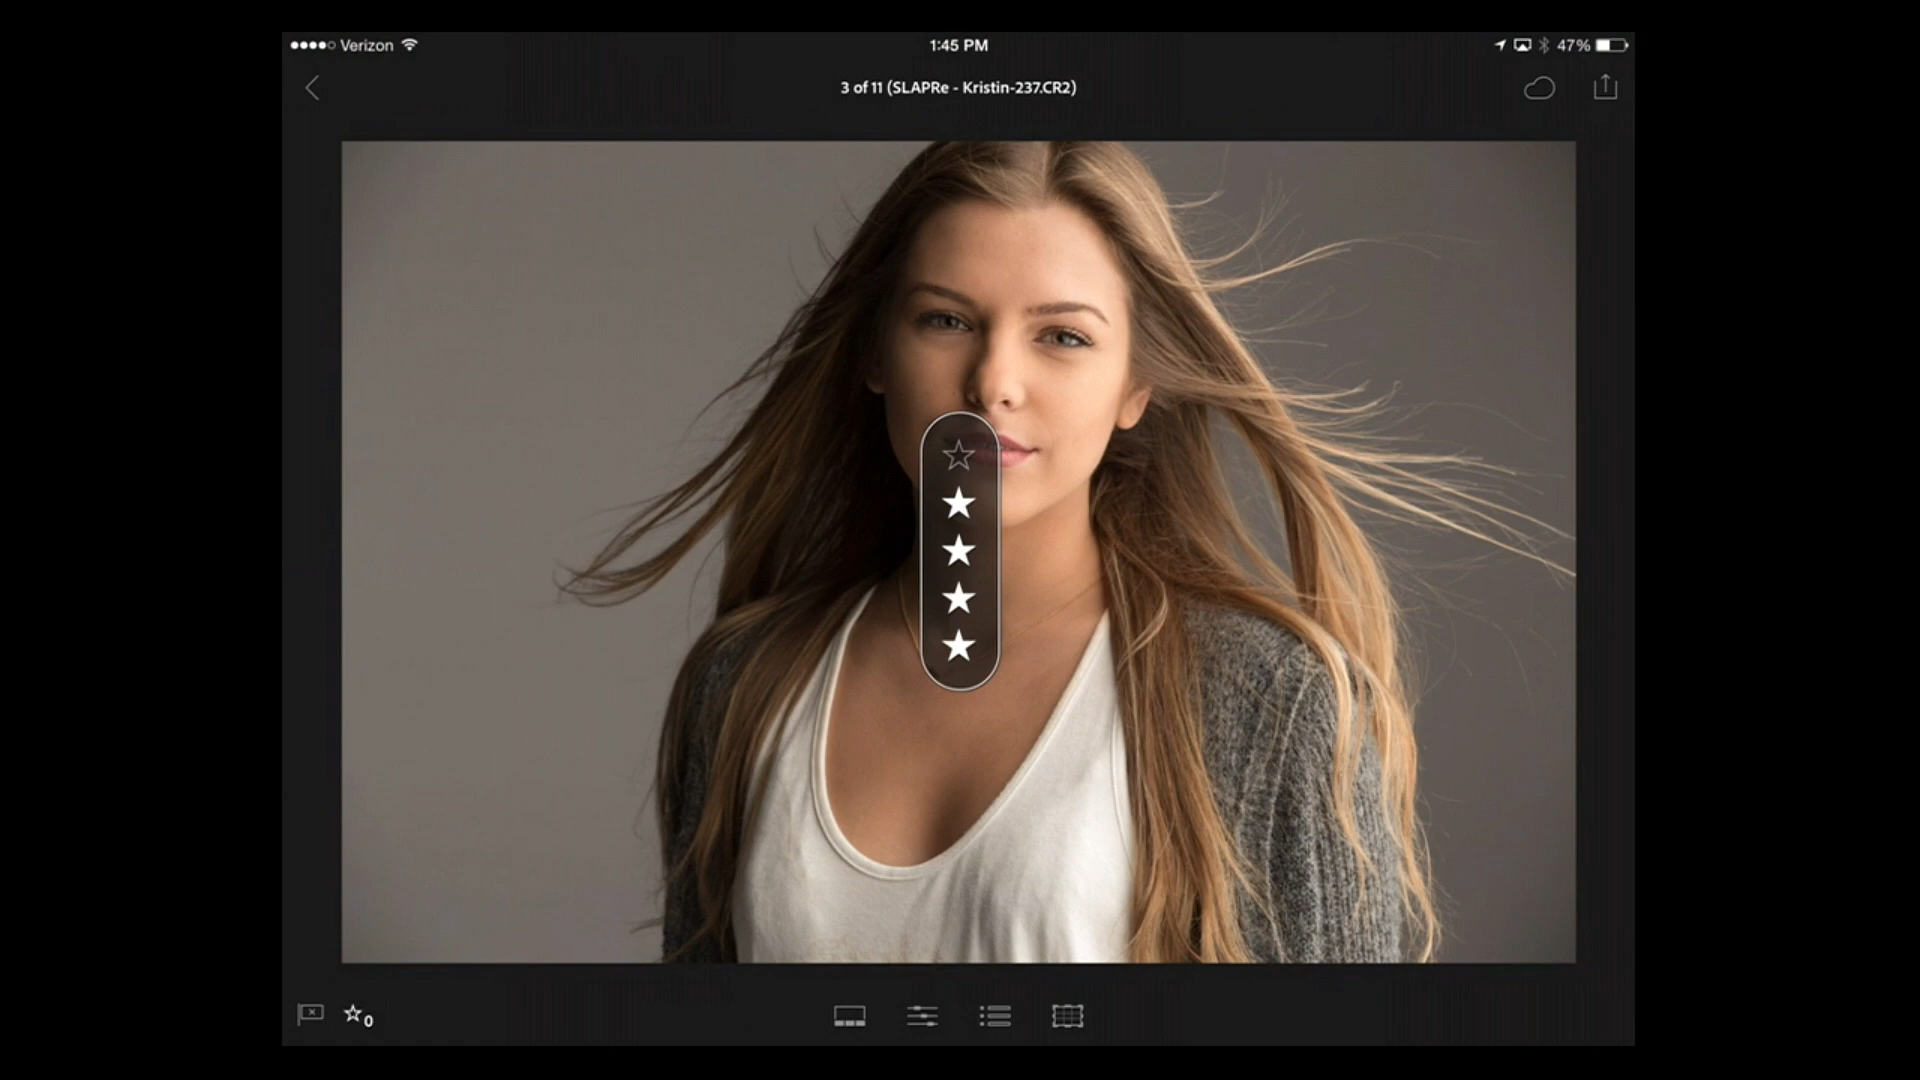 Verizon 1:45 PM 47%
3 of 11 (SLAPRe - Kristin-237.CR2)
0